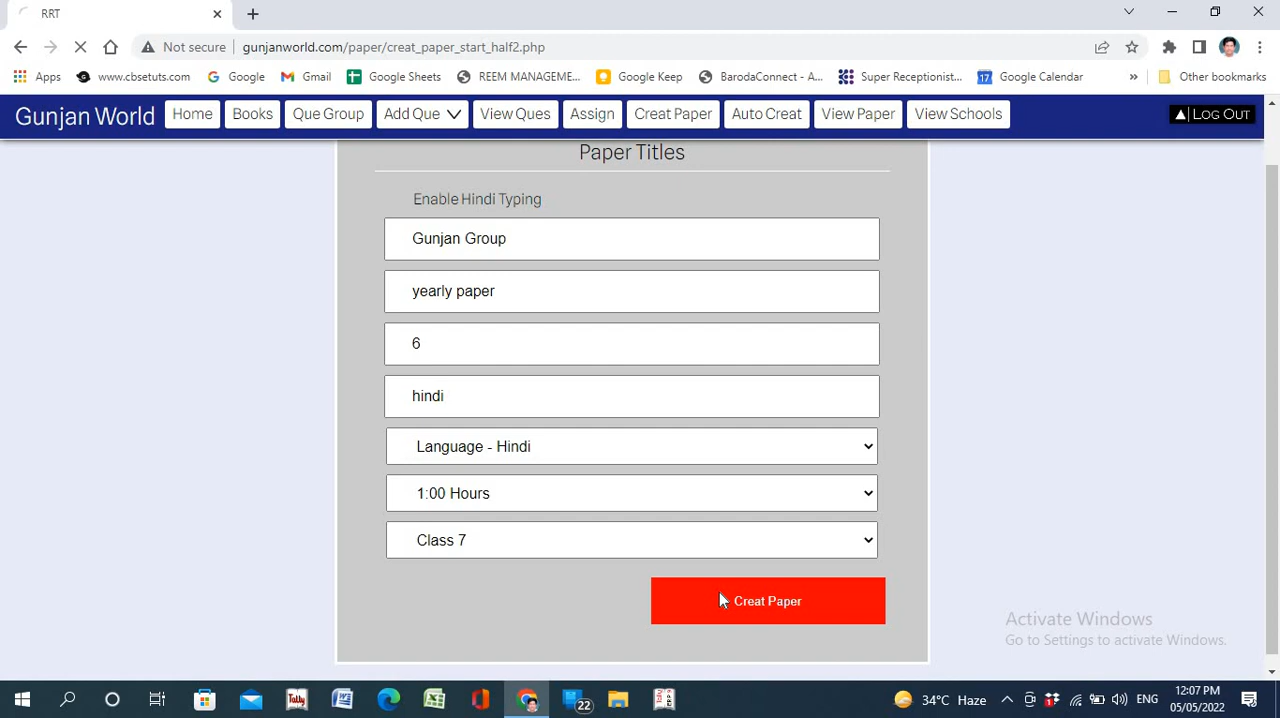 RRT
Not secure gunjanworld.com/paper/creat_paper_start_half2.php
Apps www.cbsetuts.com Google Gmail Google Sheets REEM MANAGEME... Google Keep BarodaConnect - A... Super Receptionist... Google Calendar » Other bookmarks
Gunjan World Home Books Que Group Add Que View Ques Assign Creat Paper Auto Creat View Paper View Schools ▲| LOG OUT
Paper Titles
Enable Hindi Typing
Gunjan Group
yearly paper
6
hindi
Language - Hindi
1:00 Hours
Class 7
Creat Paper
Activate Windows
Go to Settings to activate Windows.
Tally 22 34°C Haze ENG 12:07 PM
05/05/2022